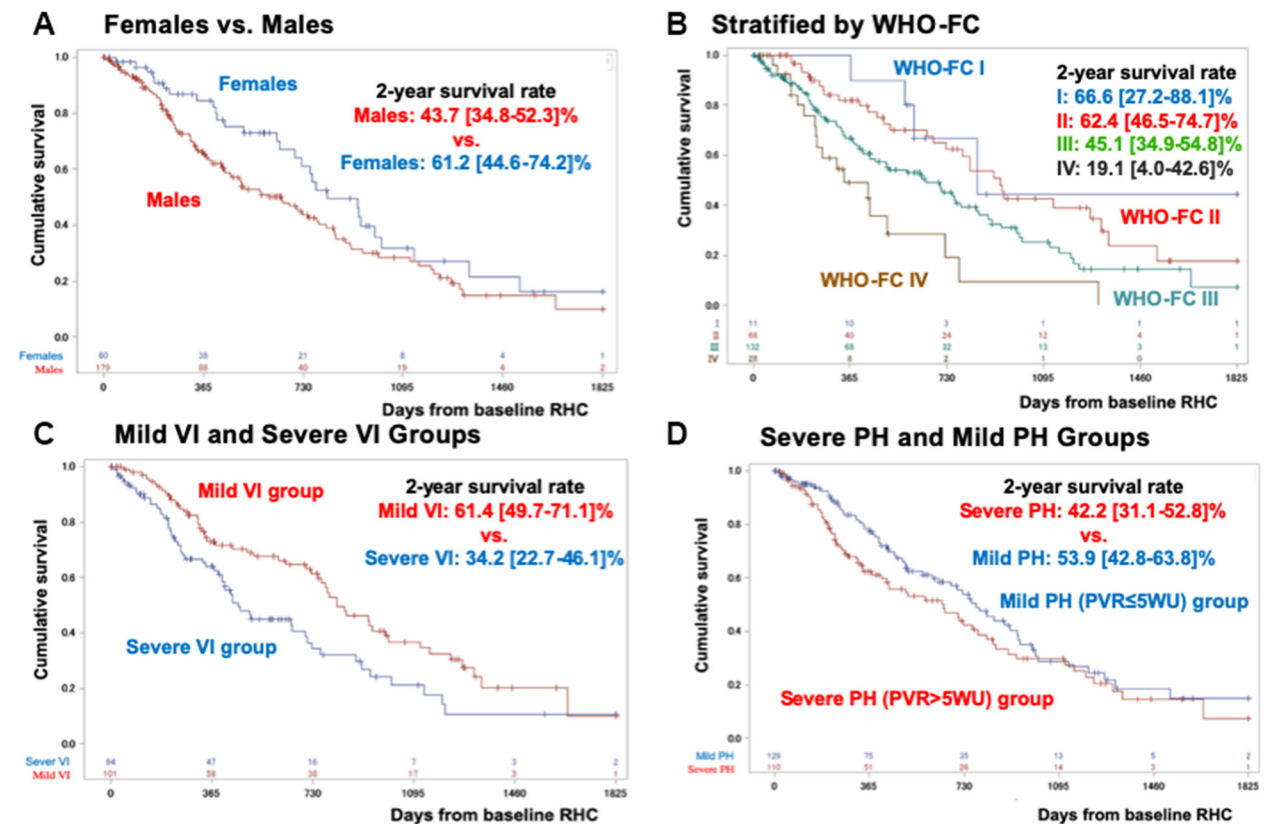 A Females vs. Males
Cumulative survival
1.0
0.8
0.6
0.4
0.2
0.0
Females
Males
2-year survival rate
Males: 43.7 [34.8-52.3]%
vs.
Females: 61.2 [44.6-74.2]%
Females 60 38 21 8 4 1
Males 179 88 40 19 4 2
0 365 730 1095 1460 1825
Days from baseline RHC
B Stratified by WHO-FC
Cumulative survival
1.0
0.8
0.6
0.4
0.2
0.0
WHO-FC I
2-year survival rate
I: 66.6 [27.2-88.1]%
II: 62.4 [46.5-74.7]%
III: 45.1 [34.9-54.8]%
IV: 19.1 [4.0-42.6]%
WHO-FC II
WHO-FC IV
WHO-FC III
I 11 10 3 1 1 1
II 68 40 24 12 4 1
III 132 68 32 13 3 1
IV 28 8 2 1 0
0 365 730 1095 1460 1825
Days from baseline RHC
C Mild VI and Severe VI Groups
Cumulative survival
1.0
0.8
0.6
0.4
0.2
0.0
Mild VI group
2-year survival rate
Mild VI: 61.4 [49.7-71.1]%
vs.
Severe VI: 34.2 [22.7-46.1]%
Severe VI group
Sever VI 94 47 16 7 3 2
Mild VI 101 58 38 17 3 1
0 365 730 1095 1460 1825
Days from baseline RHC
D Severe PH and Mild PH Groups
Cumulative survival
1.0
0.8
0.6
0.4
0.2
0.0
2-year survival rate
Severe PH: 42.2 [31.1-52.8]%
vs.
Mild PH: 53.9 [42.8-63.8]%
Mild PH (PVR≤5WU) group
Severe PH (PVR>5WU) group
Mild PH 129 75 35 13 5 2
Severe PH 110 51 26 14 3 1
0 365 730 1095 1460 1825
Days from baseline RHC